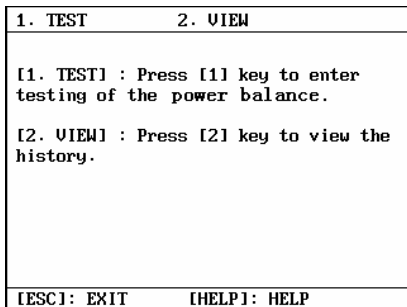 1. TEST 2. VIEW
[1. TEST] : Press [1] key to enter
testing of the power balance.
[2. VIEW] : Press [2] key to view the
history.
[ESC]: EXIT [HELP]: HELP